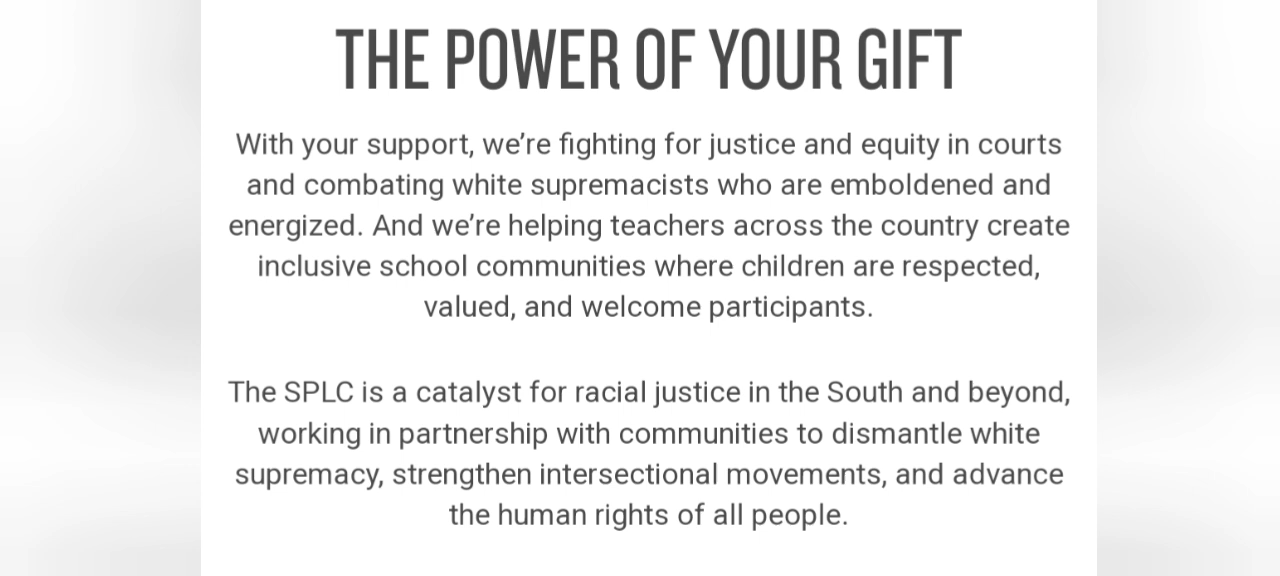 THE POWER OF YOUR GIFT
With your support, we’re fighting for justice and equity in courts
and combating white supremacists who are emboldened and
energized. And we’re helping teachers across the country create
inclusive school communities where children are respected,
valued, and welcome participants.
The SPLC is a catalyst for racial justice in the South and beyond,
working in partnership with communities to dismantle white
supremacy, strengthen intersectional movements, and advance
the human rights of all people.